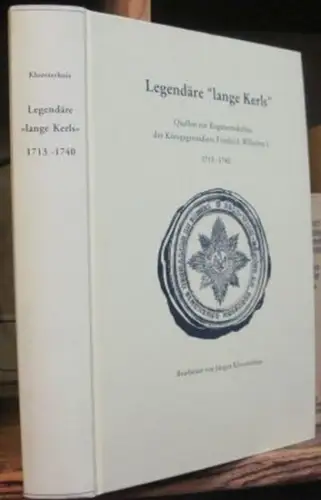 Kloosterhuis
Legendäre
»lange Kerls«
1713 -1740
Legendäre "lange Kerls"
Quellen zur Regimentskultur
der Königsgrenadiere Friedrich Wilhelms I.
1713 - 1740
Bearbeitet von Jürgen Kloosterhuis